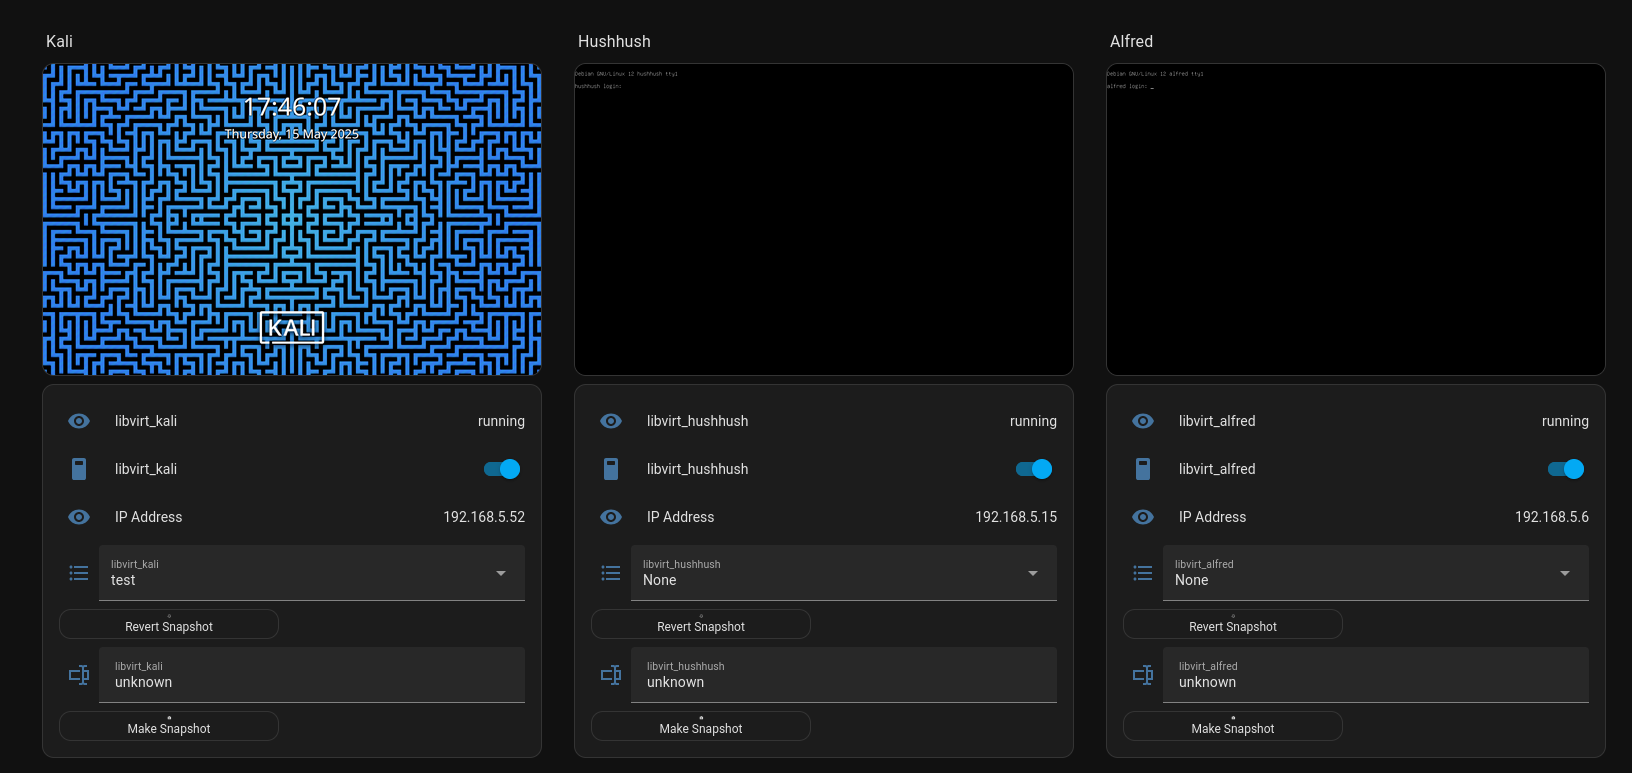 Kali
17:46:07
Thursday, 15 May 2025
KALI
libvirt_kali running
libvirt_kali
IP Address 192.168.5.52
libvirt_kali
test
Revert Snapshot
libvirt_kali
unknown
Make Snapshot
Hushhush
Debian GNU/Linux 12 hushhush tty1
hushhush login:
libvirt_hushhush running
libvirt_hushhush
IP Address 192.168.5.15
libvirt_hushhush
None
Revert Snapshot
libvirt_hushhush
unknown
Make Snapshot
Alfred
Debian GNU/Linux 12 alfred tty1
alfred login: _
libvirt_alfred running
libvirt_alfred
IP Address 192.168.5.6
libvirt_alfred
None
Revert Snapshot
libvirt_alfred
unknown
Make Snapshot